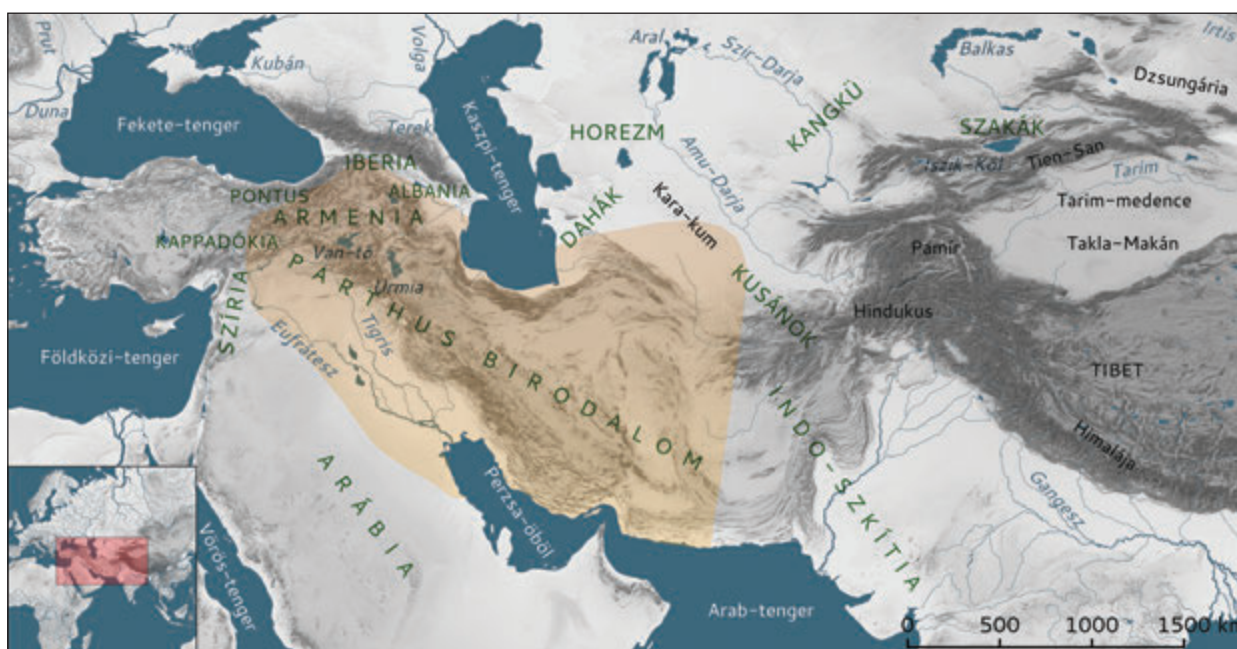 Prut
Kubán
Volga
Aral
Szir-Darja
Balkas
Irtis
Dzsungária
Duna
Fekete-tenger
Terek
Kaszpi-tenger
HOREZM
KANGKÜ
SZAKÁK
Iszik-Köl
Tien-San
Tarim
IBERIA
Amu-Darja
PONTUS
ALBANIA
Kara-kum
Tarim-medence
ARMENIA
DAHÁK
KAPPADÓKIA
Van-tó
Pamír
Takla-Makán
PÁRTHUS BIRODALOM
Urmia
KUSÁNOK
SZÍRIA
Hindukus
Eufrátesz
Tigris
Földközi-tenger
TIBET
INDO-SZKÍTIA
Himalája
ARÁBIA
Perzsa-öböl
Gangesz
Vörös-tenger
Arab-tenger
0 500 1000 1500 km